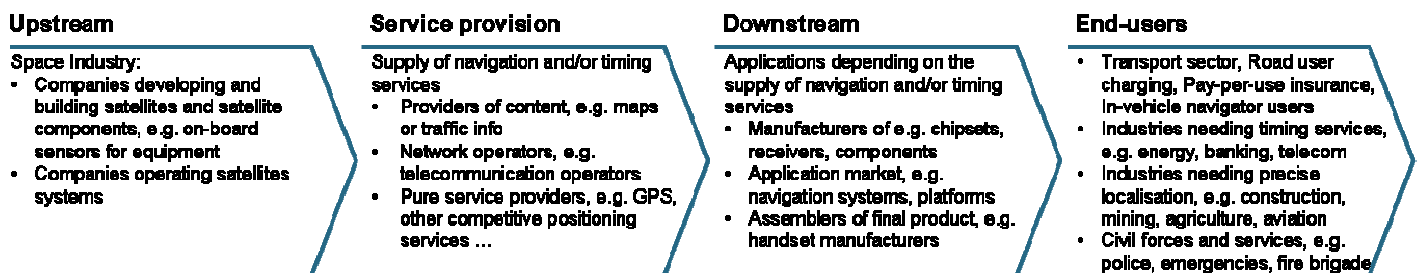 Upstream
Space Industry:
• Companies developing and
building satellites and satellite
components, e.g. on-board
sensors for equipment
• Companies operating satellites
systems
Service provision
Supply of navigation and/or timing
services
• Providers of content, e.g. maps
or traffic info
• Network operators, e.g.
telecommunication operators
• Pure service providers, e.g. GPS,
other competitive positioning
services ...
Downstream
Applications depending on the
supply of navigation and/or timing
services
• Manufacturers of e.g. chipsets,
receivers, components
• Application market, e.g.
navigation systems, platforms
• Assemblers of final product, e.g.
handset manufacturers
End-users
• Transport sector, Road user
charging, Pay-per-use insurance,
In-vehicle navigator users
• Industries needing timing services,
e.g. energy, banking, telecom
• Industries needing precise
localisation, e.g. construction,
mining, agriculture, aviation
• Civil forces and services, e.g.
police, emergencies, fire brigade